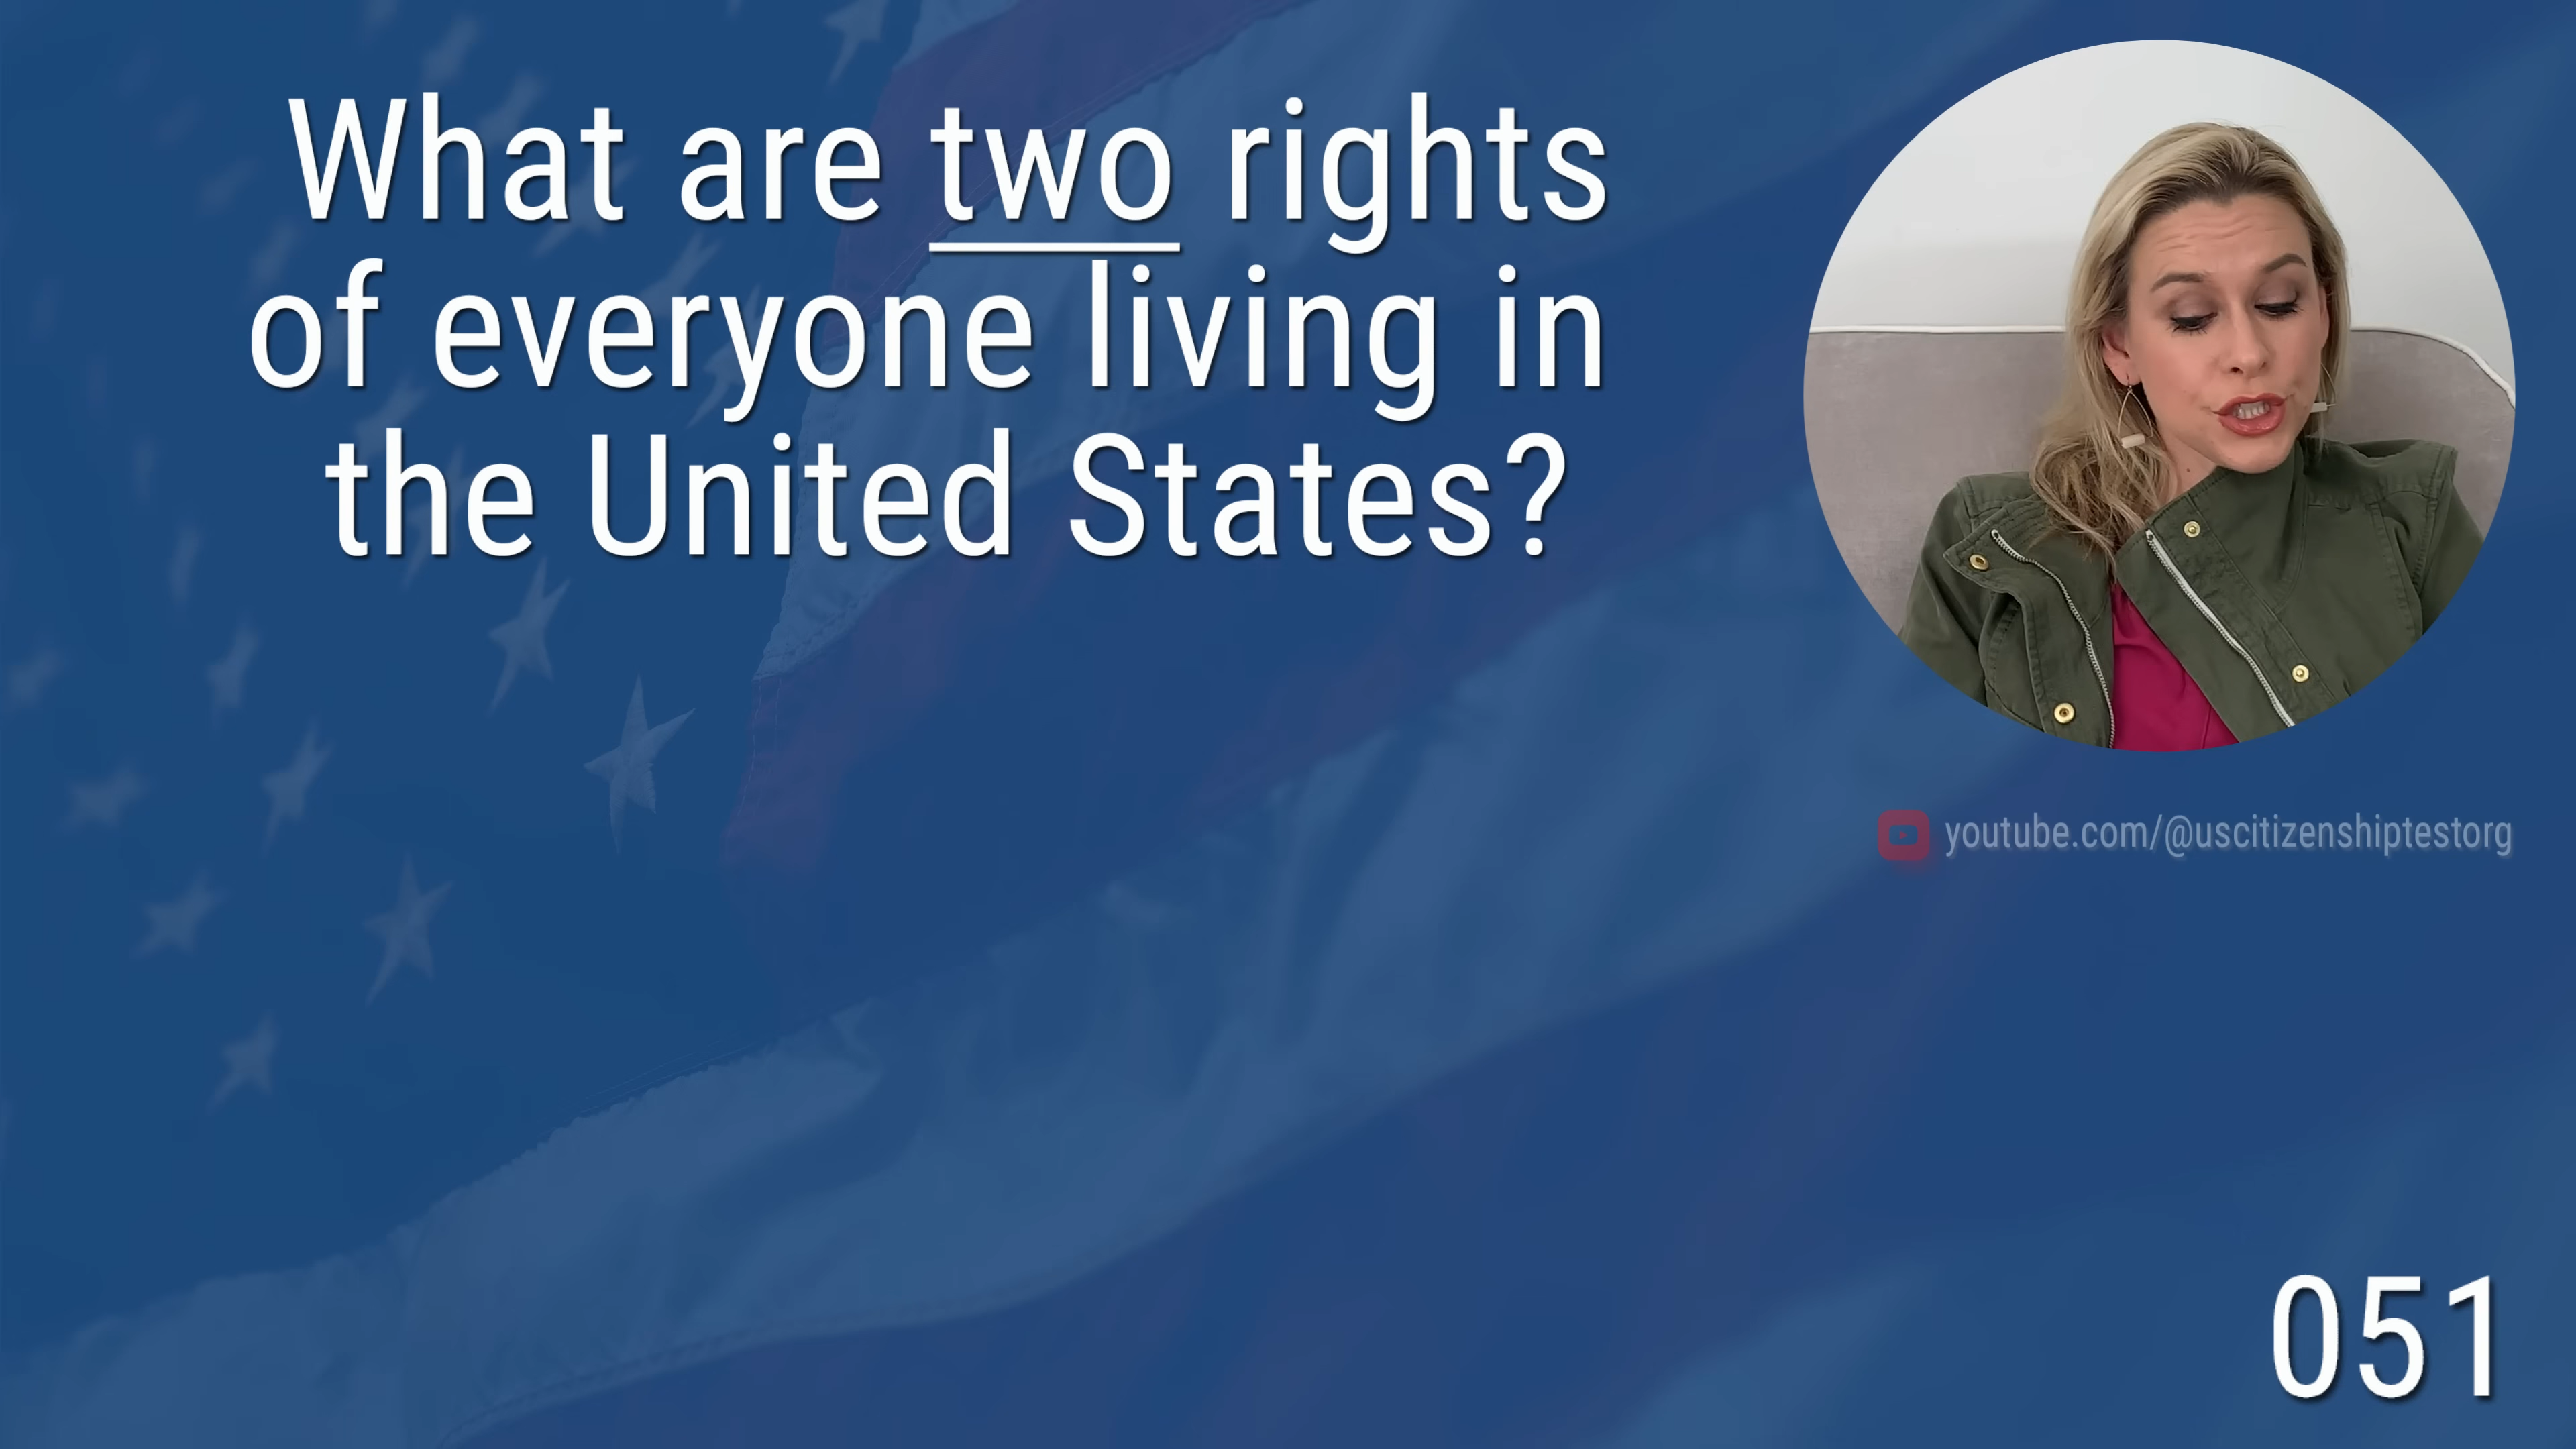 What are two rights
of everyone living in
the United States?
youtube.com/@uscitizenshiptestorg
051